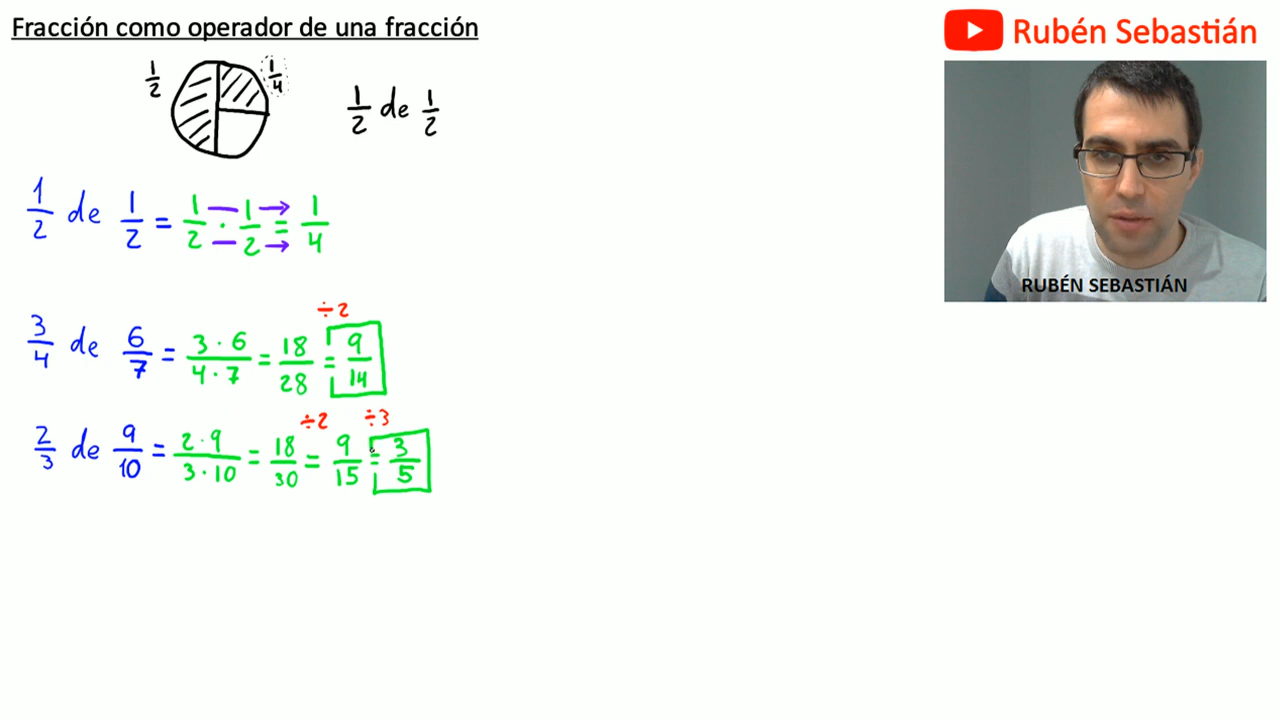 Fracción como operador de una fracción
Rubén Sebastián
1/2
1/4
1/2 de 1/2
1/2 de 1/2 = 1/2 · 1/2 = 1/4
÷2
3/4 de 6/7 = 3 · 6/4 · 7 = 18/28 = 9/14
÷2 ÷3
2/3 de 9/10 = 2 · 9/3 · 10 = 18/30 = 9/15 = 3/5
RUBÉN SEBASTIÁN